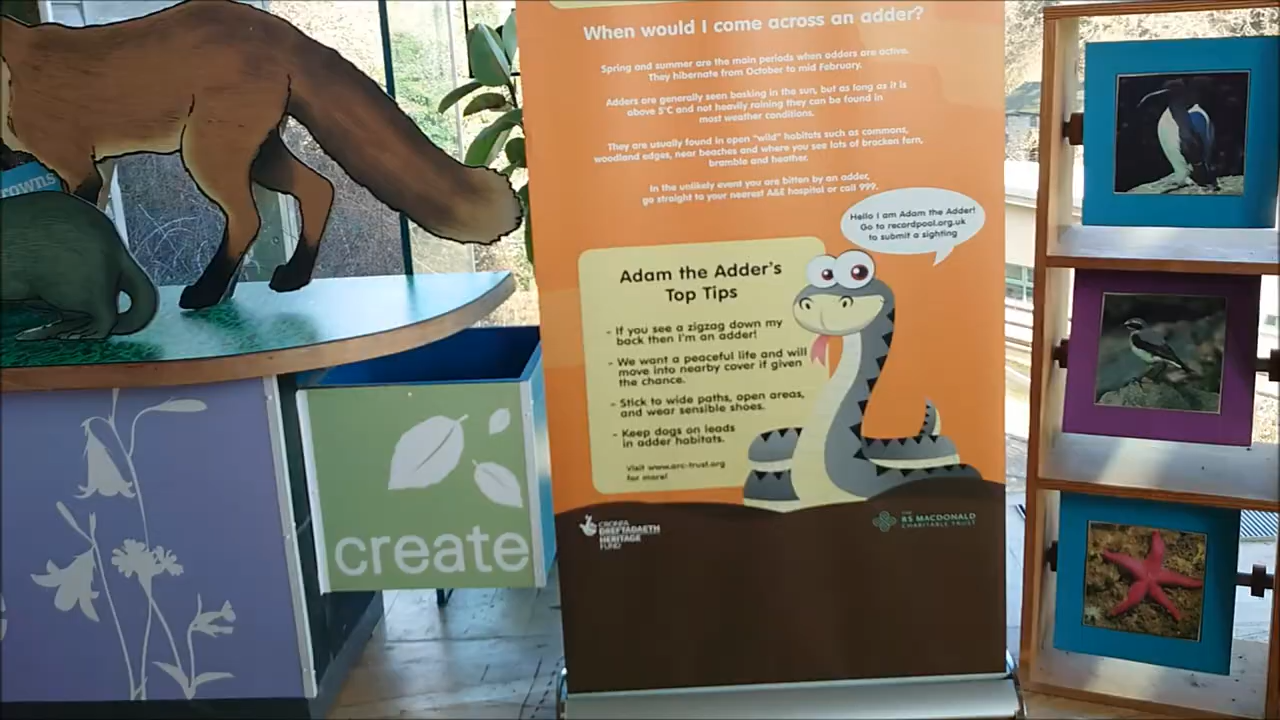 When would I come across an adder?
Spring and summer are the main periods when adders are active.
They hibernate from October to mid February.
Adders are generally seen basking in the sun, but as long as it is
above 5°C and not heavily raining they can be found in
most weather conditions.
They are usually found in open "wild" habitats such as commons,
woodland edges, near beaches and where you see lots of bracken fern,
bramble and heather.
In the unlikely event you are bitten by an adder,
go straight to your nearest A&E hospital or call 999.
Hello I am Adam the Adder!
Go to recordpool.org.uk
to submit a sighting
Adam the Adder's
Top Tips
- If you see a zigzag down my
back then I'm an adder!
- We want a peaceful life and will
move into nearby cover if given
the chance.
- Stick to wide paths, open areas,
and wear sensible shoes.
- Keep dogs on leads
in adder habitats.
Visit www.arc-trust.org
for more!
CRONFA
DREFTADAETH
HERITAGE
FUND
THE
RS MACDONALD
CHARITABLE TRUST
create
rowns